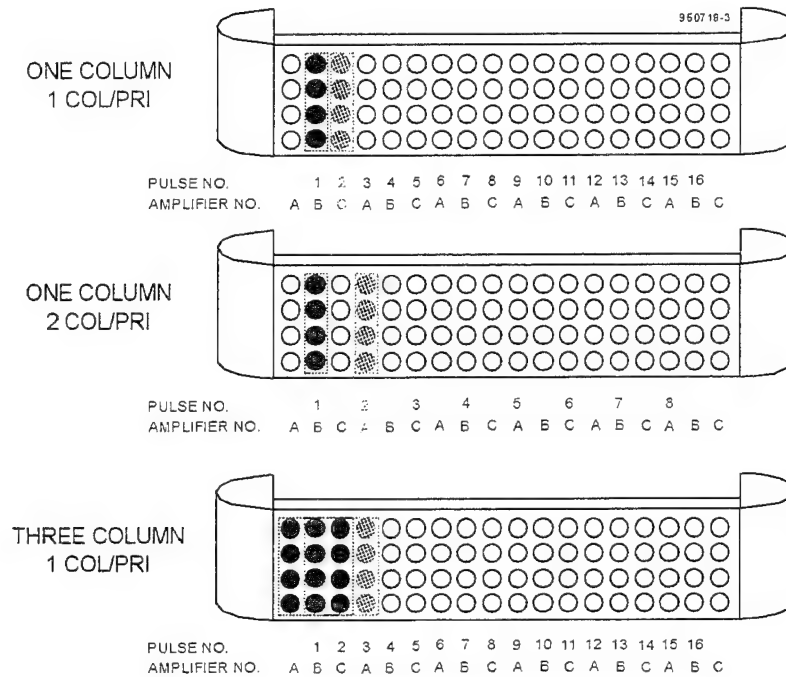 950718-3
ONE COLUMN
1 COL/PRI
PULSE NO. 1 2 3 4 5 6 7 8 9 10 11 12 13 14 15 16
AMPLIFIER NO. A B C A B C A B C A B C A B C A B C
ONE COLUMN
2 COL/PRI
PULSE NO. 1 2 3 4 5 6 7 8
AMPLIFIER NO. A B C A B C A B C A B C A B C A B C
THREE COLUMN
1 COL/PRI
PULSE NO. 1 2 3 4 5 6 7 8 9 10 11 12 13 14 15 16
AMPLIFIER NO. A B C A B C A B C A B C A B C A B C